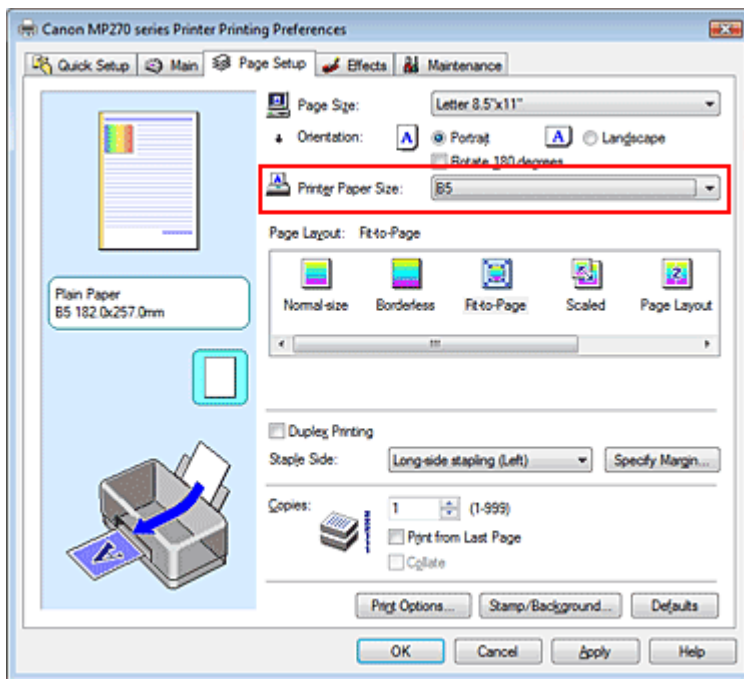 Canon MP270 series Printer Printing Preferences
Quick Setup Main Page Setup Effects Maintenance
Page Size: Letter 8.5"x11"
Orientation: A Portrait A Landscape
Rotate 180 degrees
Printer Paper Size: B5
Page Layout: Fit-to-Page
Normal-size Borderless Fit-to-Page Scaled Page Layout
Plain Paper
B5 182.0x257.0mm
Duplex Printing
Staple Side: Long-side stapling (Left) Specify Margin...
Copies: 1 (1-999)
Print from Last Page
Collate
Print Options... Stamp/Background... Defaults
OK Cancel Apply Help